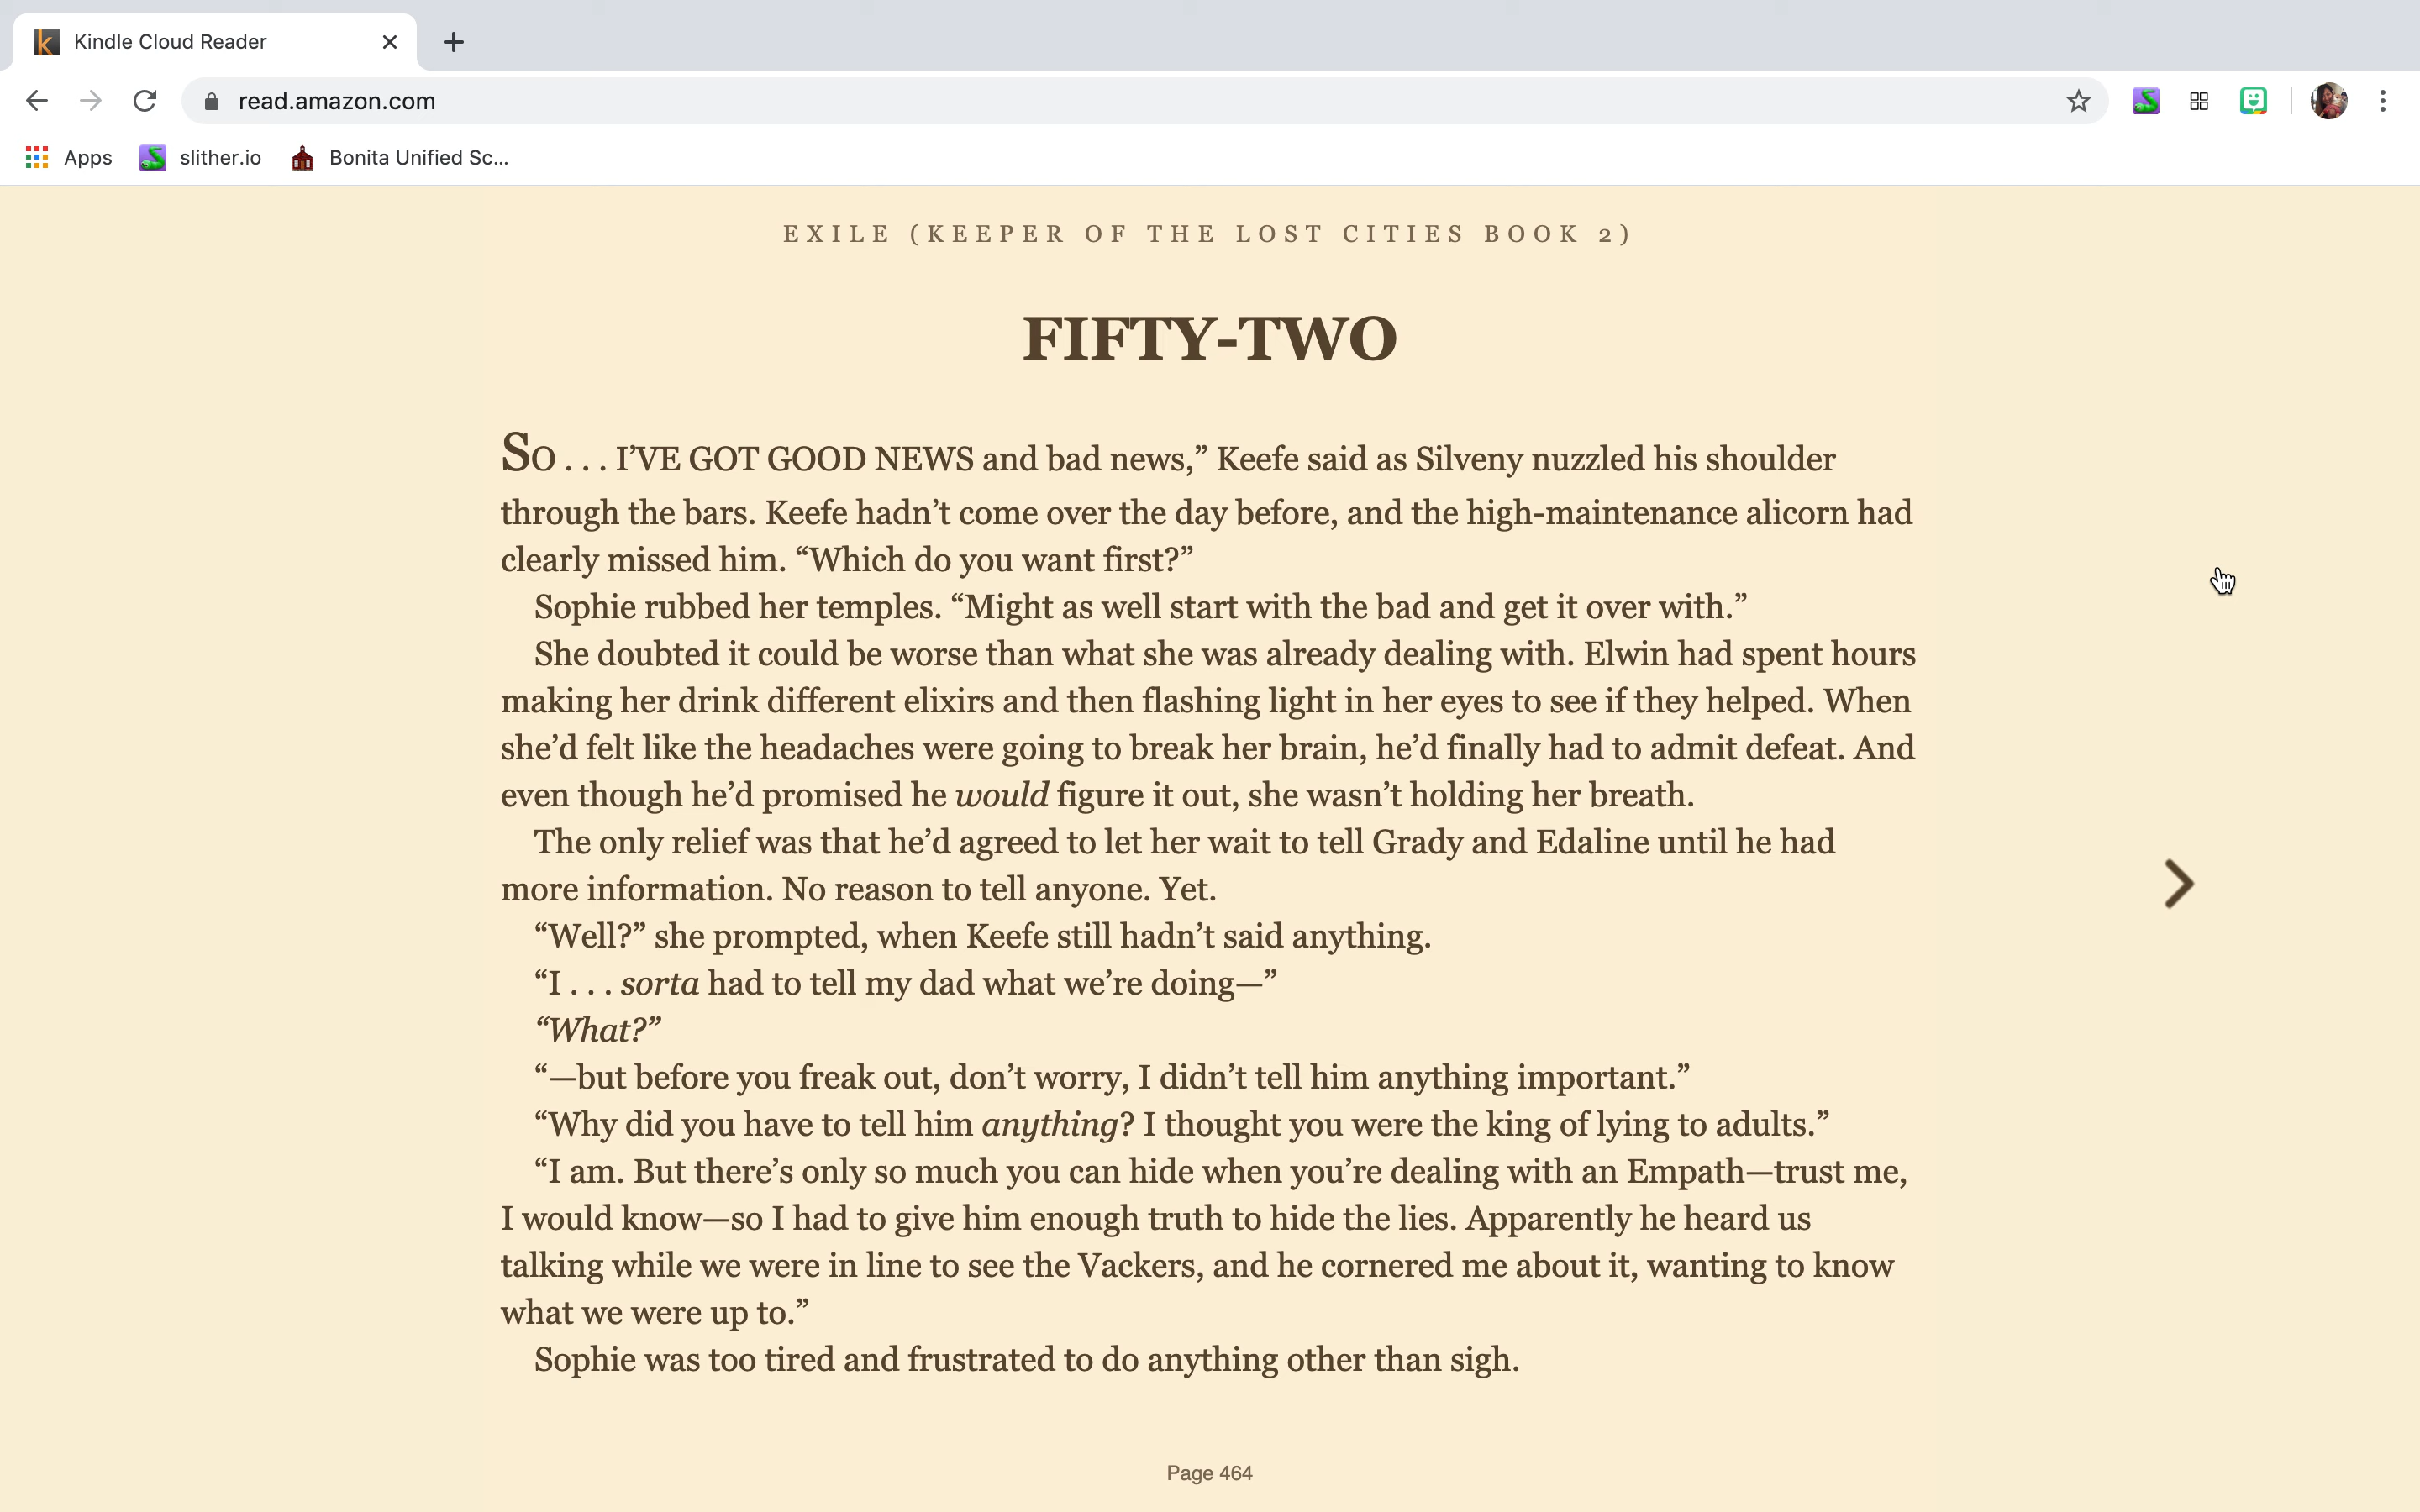 Kindle Cloud Reader
read.amazon.com
Apps
slither.io
Bonita Unified Sc...
EXILE (KEEPER OF THE LOST CITIES BOOK 2)
FIFTY-TWO
SO . . . I’VE GOT GOOD NEWS and bad news,” Keefe said as Silveny nuzzled his shoulder
through the bars. Keefe hadn’t come over the day before, and the high-maintenance alicorn had
clearly missed him. “Which do you want first?”
Sophie rubbed her temples. “Might as well start with the bad and get it over with.”
She doubted it could be worse than what she was already dealing with. Elwin had spent hours
making her drink different elixirs and then flashing light in her eyes to see if they helped. When
she’d felt like the headaches were going to break her brain, he’d finally had to admit defeat. And
even though he’d promised he would figure it out, she wasn’t holding her breath.
The only relief was that he’d agreed to let her wait to tell Grady and Edaline until he had
more information. No reason to tell anyone. Yet.
“Well?” she prompted, when Keefe still hadn’t said anything.
“I . . . sorta had to tell my dad what we’re doing—”
“What?”
“—but before you freak out, don’t worry, I didn’t tell him anything important.”
“Why did you have to tell him anything? I thought you were the king of lying to adults.”
“I am. But there’s only so much you can hide when you’re dealing with an Empath—trust me,
I would know—so I had to give him enough truth to hide the lies. Apparently he heard us
talking while we were in line to see the Vackers, and he cornered me about it, wanting to know
what we were up to.”
Sophie was too tired and frustrated to do anything other than sigh.
Page 464